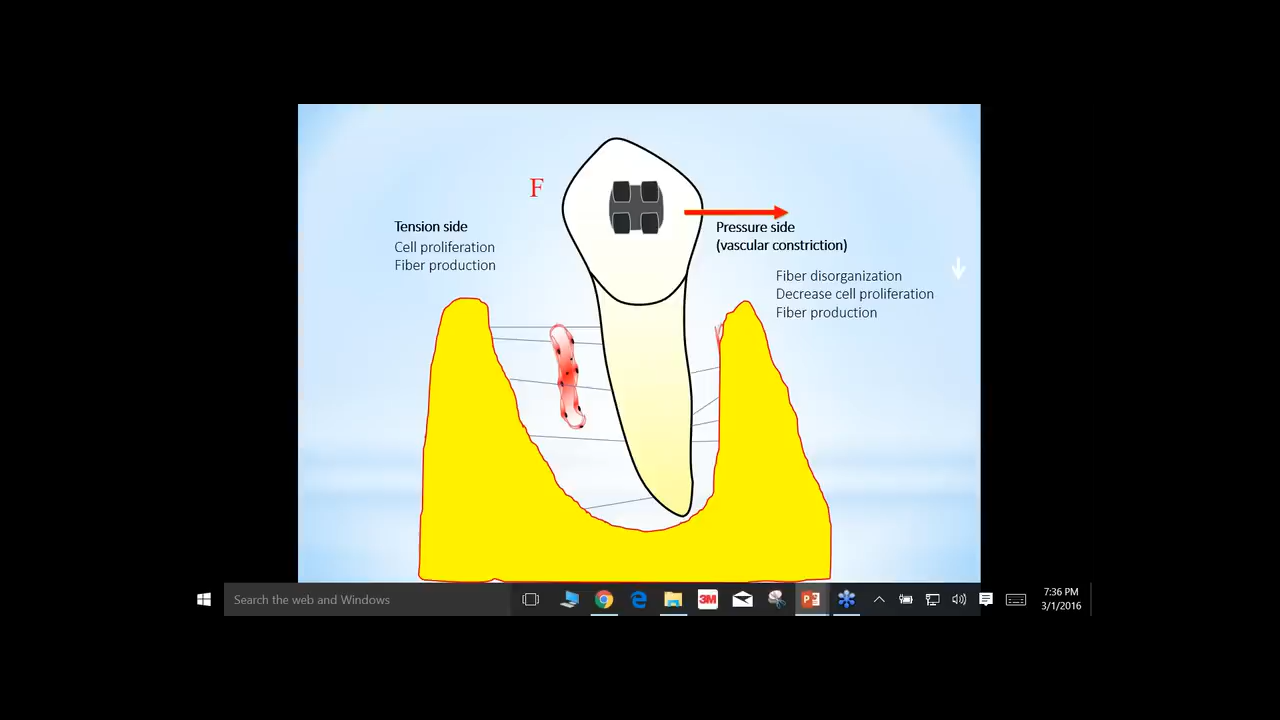 F
Tension side
Cell proliferation
Fiber production
Pressure side
(vascular constriction)
Fiber disorganization
Decrease cell proliferation
Fiber production
Search the web and Windows
3M
7:36 PM
3/1/2016